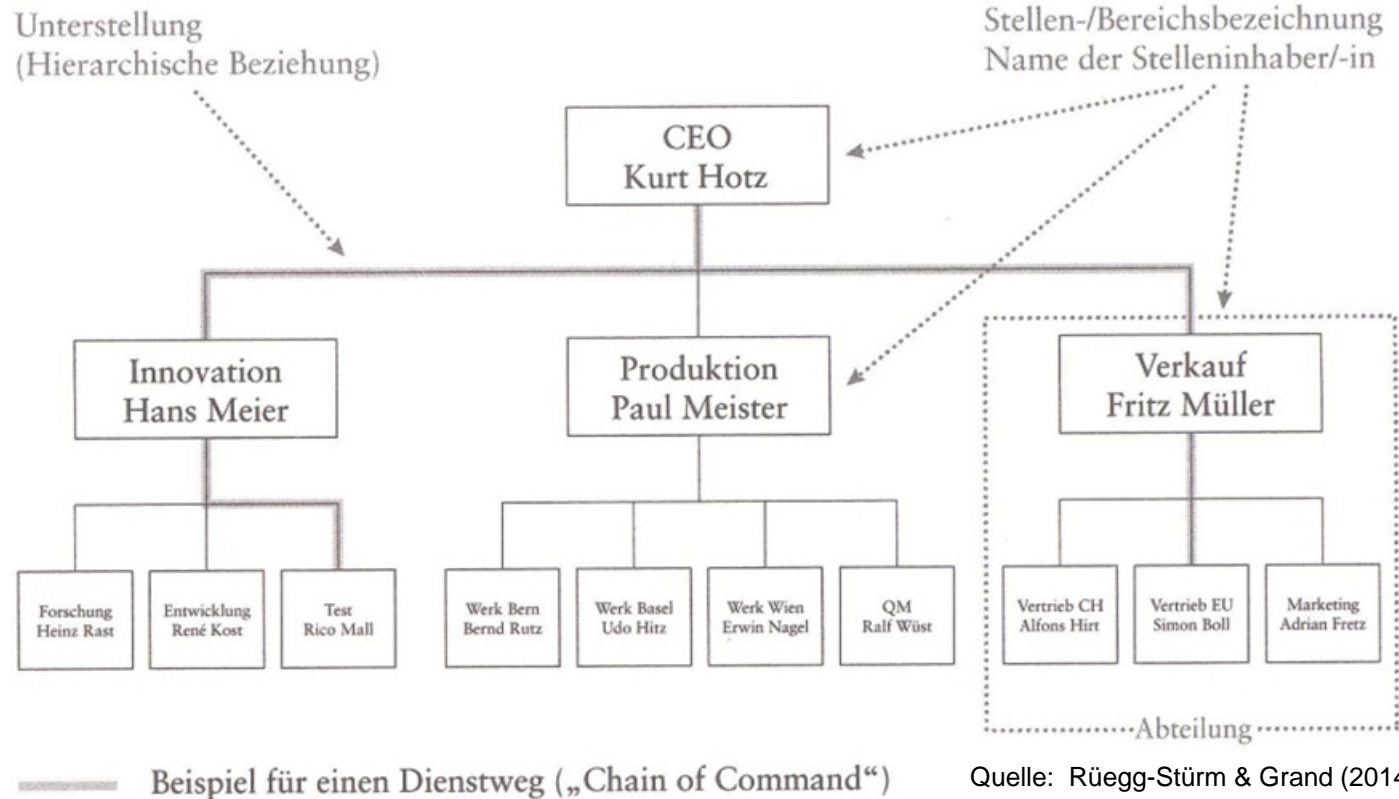 Unterstellung
(Hierarchische Beziehung)
Stellen-/Bereichsbezeichnung
Name der Stelleninhaber/-in
CEO
Kurt Hotz
Innovation
Hans Meier
Produktion
Paul Meister
Verkauf
Fritz Müller
Forschung
Heinz Rast
Entwicklung
René Kost
Test
Rico Mall
Werk Bern
Bernd Rutz
Werk Basel
Udo Hitz
Werk Wien
Erwin Nagel
QM
Ralf Wüst
Vertrieb CH
Alfons Hirt
Vertrieb EU
Simon Boll
Marketing
Adrian Fretz
Abteilung
Beispiel für einen Dienstweg („Chain of Command“)
Quelle: Rüegg-Stürm & Grand (2014